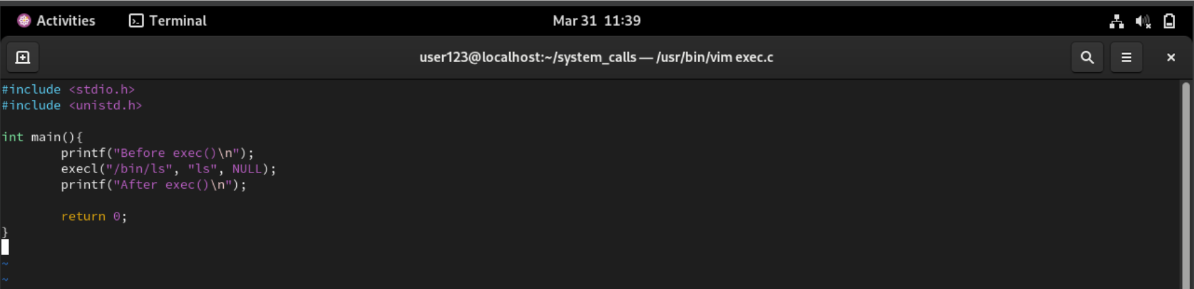 Activities Terminal Mar 31 11:39
user123@localhost:~/system_calls — /usr/bin/vim exec.c
#include <stdio.h>
#include <unistd.h>

int main(){
        printf("Before exec()\n");
        execl("/bin/ls", "ls", NULL);
        printf("After exec()\n");

        return 0;
}

~
~